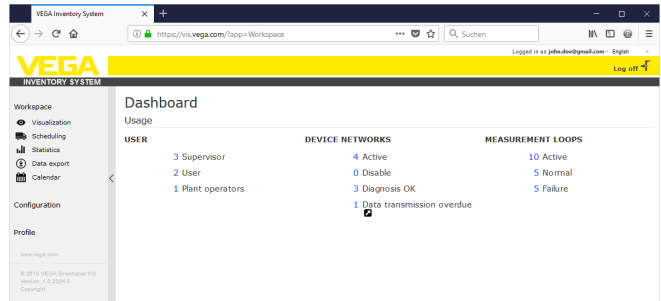 VEGA Inventory System
https://vis.vega.com/?app=Workspace
Suchen
Logged in as john.doe@gmail.com - English
VEGA
Log off
INVENTORY SYSTEM
Workspace
Visualization
Scheduling
Statistics
Data export
Calendar
Configuration
Profile
www.vega.com
© 2018 VEGA Grieshaber KG
Version: 1.0.2004.0
Copyright
Dashboard
Usage
USER
3 Supervisor
2 User
1 Plant operators
DEVICE NETWORKS
4 Active
0 Disable
3 Diagnosis OK
1 Data transmission overdue
MEASUREMENT LOOPS
10 Active
5 Normal
5 Failure